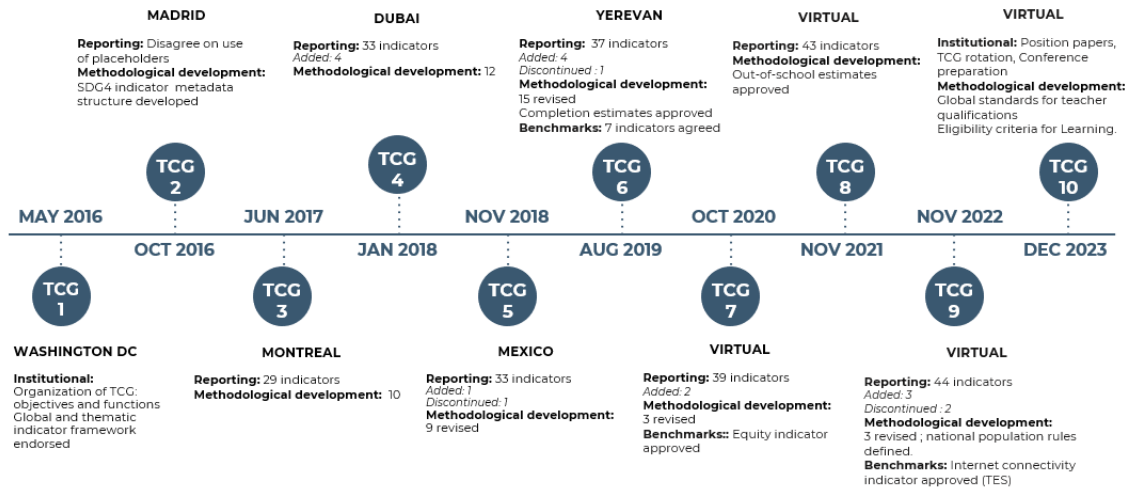 MADRID
Reporting: Disagree on use
of placeholders
Methodological development:
SDG4 indicator metadata
structure developed
DUBAI
Reporting: 33 indicators
Added: 4
Methodological development: 12
YEREVAN
Reporting: 37 indicators
Added: 4
Discontinued : 1
Methodological development:
15 revised
Completion estimates approved
Benchmarks: 7 indicators agreed
VIRTUAL
Reporting: 43 indicators
Methodological development:
Out-of-school estimates
approved
VIRTUAL
Institutional: Position papers,
TCG rotation, Conference
preparation
Methodological development:
Global standards for teacher
qualifications
Eligibility criteria for Learning.
TCG
2
TCG
4
TCG
6
TCG
8
TCG
10
MAY 2016
JUN 2017
NOV 2018
OCT 2020
NOV 2022
OCT 2016
JAN 2018
AUG 2019
NOV 2021
DEC 2023
TCG
1
TCG
3
TCG
5
TCG
7
TCG
9
WASHINGTON DC
Institutional:
Organization of TCG:
objectives and functions
Global and thematic
indicator framework
endorsed
MONTREAL
Reporting: 29 indicators
Methodological development: 10
MEXICO
Reporting: 33 indicators
Added: 1
Discontinued: 1
Methodological development:
9 revised
VIRTUAL
Reporting: 39 indicators
Added: 2
Methodological development:
3 revised
Benchmarks:: Equity indicator
approved
VIRTUAL
Reporting: 44 indicators
Added: 3
Discontinued : 2
Methodological development:
3 revised ; national population rules
defined.
Benchmarks: Internet connectivity
indicator approved (TES)